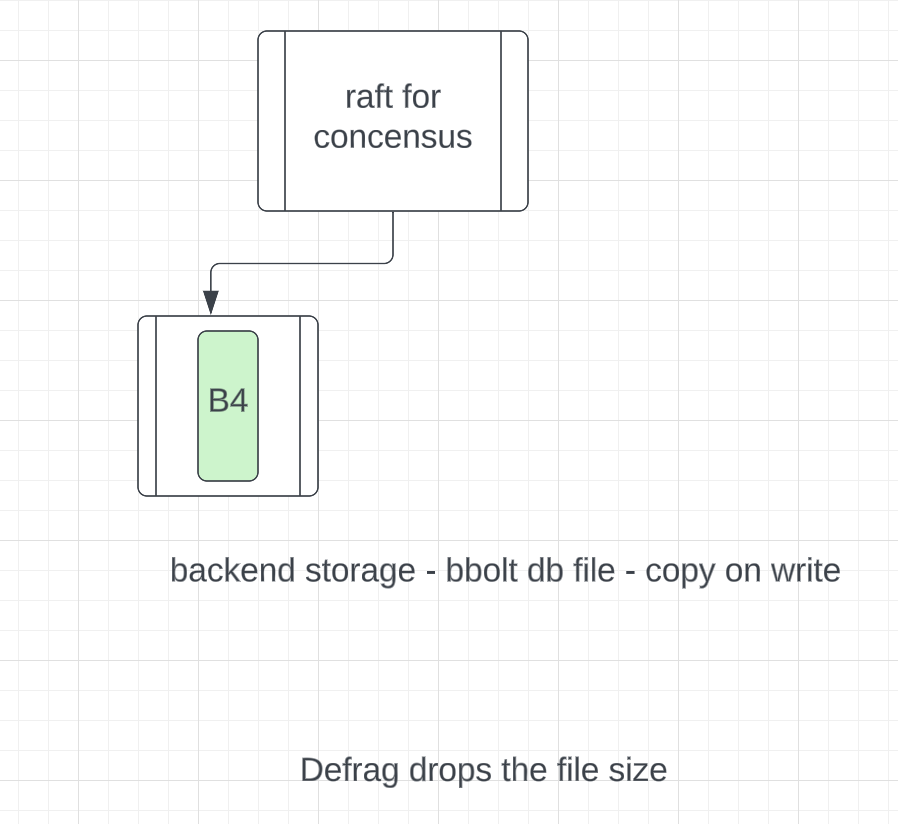 raft for
concensus
B4
backend storage - bbolt db file - copy on write
Defrag drops the file size